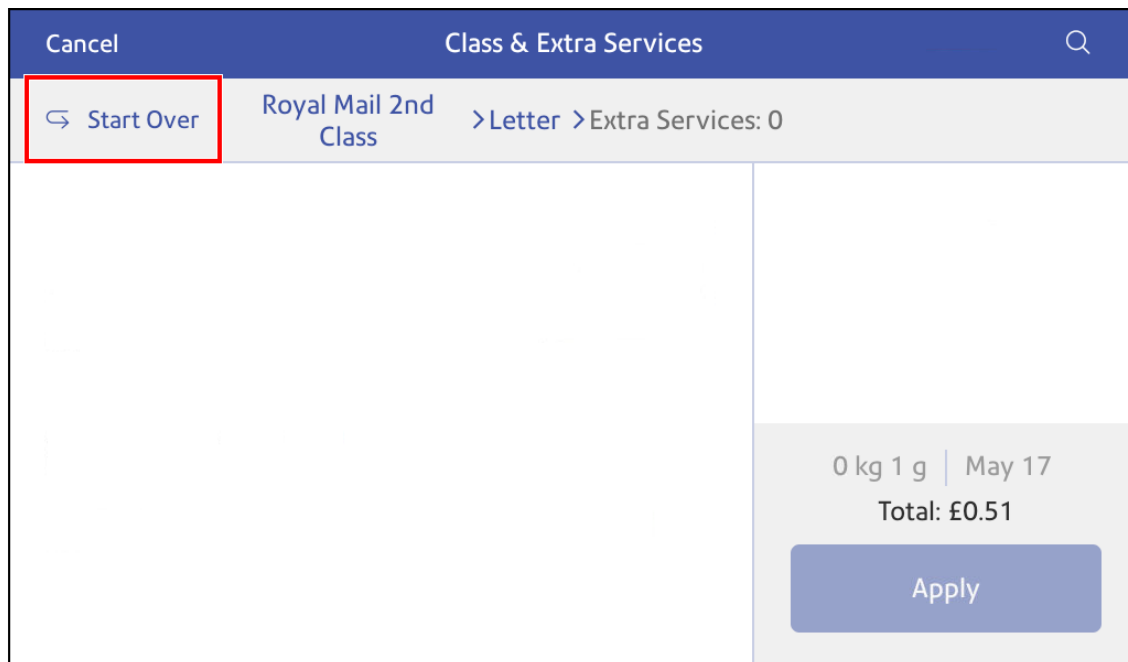 Cancel
Class & Extra Services
Start Over
Royal Mail 2nd
Class
>Letter >Extra Services: 0
0 kg 1 g | May 17
Total: £0.51
Apply